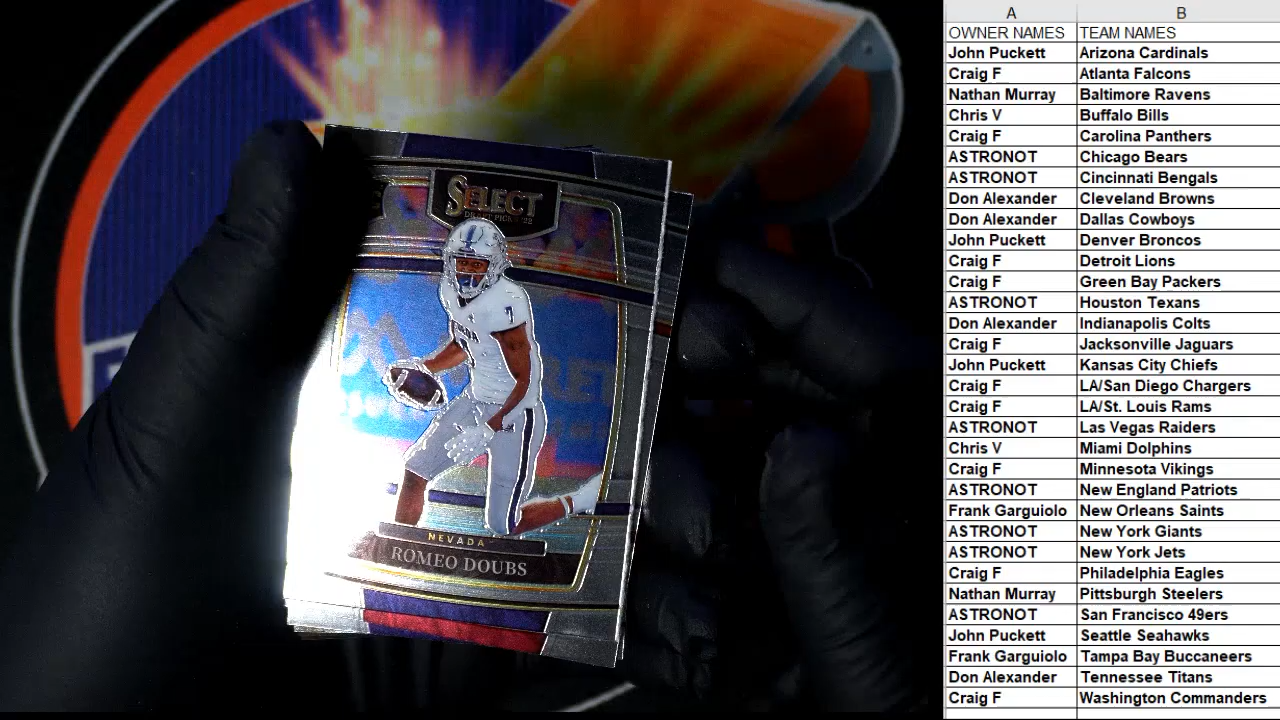 SELECT
DRAFT PICKS '22
7
NEVADA
ROMEO DOUBS
A B
OWNER NAMES TEAM NAMES
John Puckett Arizona Cardinals
Craig F Atlanta Falcons
Nathan Murray Baltimore Ravens
Chris V Buffalo Bills
Craig F Carolina Panthers
ASTRONOT Chicago Bears
ASTRONOT Cincinnati Bengals
Don Alexander Cleveland Browns
Don Alexander Dallas Cowboys
John Puckett Denver Broncos
Craig F Detroit Lions
Craig F Green Bay Packers
ASTRONOT Houston Texans
Don Alexander Indianapolis Colts
Craig F Jacksonville Jaguars
John Puckett Kansas City Chiefs
Craig F LA/San Diego Chargers
Craig F LA/St. Louis Rams
ASTRONOT Las Vegas Raiders
Chris V Miami Dolphins
Craig F Minnesota Vikings
ASTRONOT New England Patriots
Frank Garguiolo New Orleans Saints
ASTRONOT New York Giants
ASTRONOT New York Jets
Craig F Philadelphia Eagles
Nathan Murray Pittsburgh Steelers
ASTRONOT San Francisco 49ers
John Puckett Seattle Seahawks
Frank Garguiolo Tampa Bay Buccaneers
Don Alexander Tennessee Titans
Craig F Washington Commanders